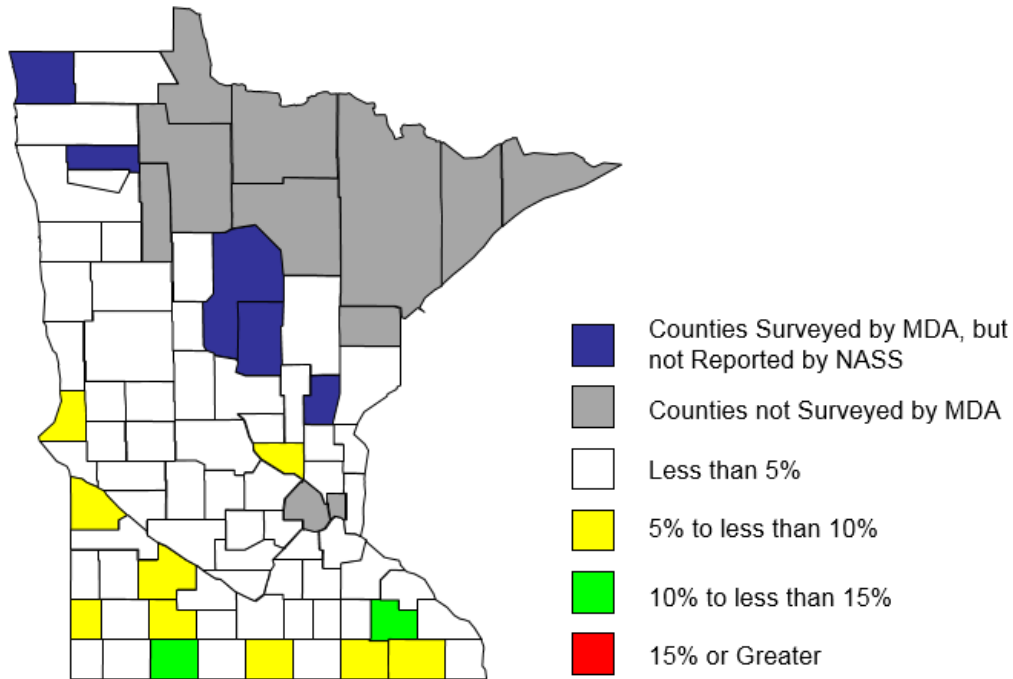 Counties Surveyed by MDA, but
not Reported by NASS
Counties not Surveyed by MDA
Less than 5%
5% to less than 10%
10% to less than 15%
15% or Greater